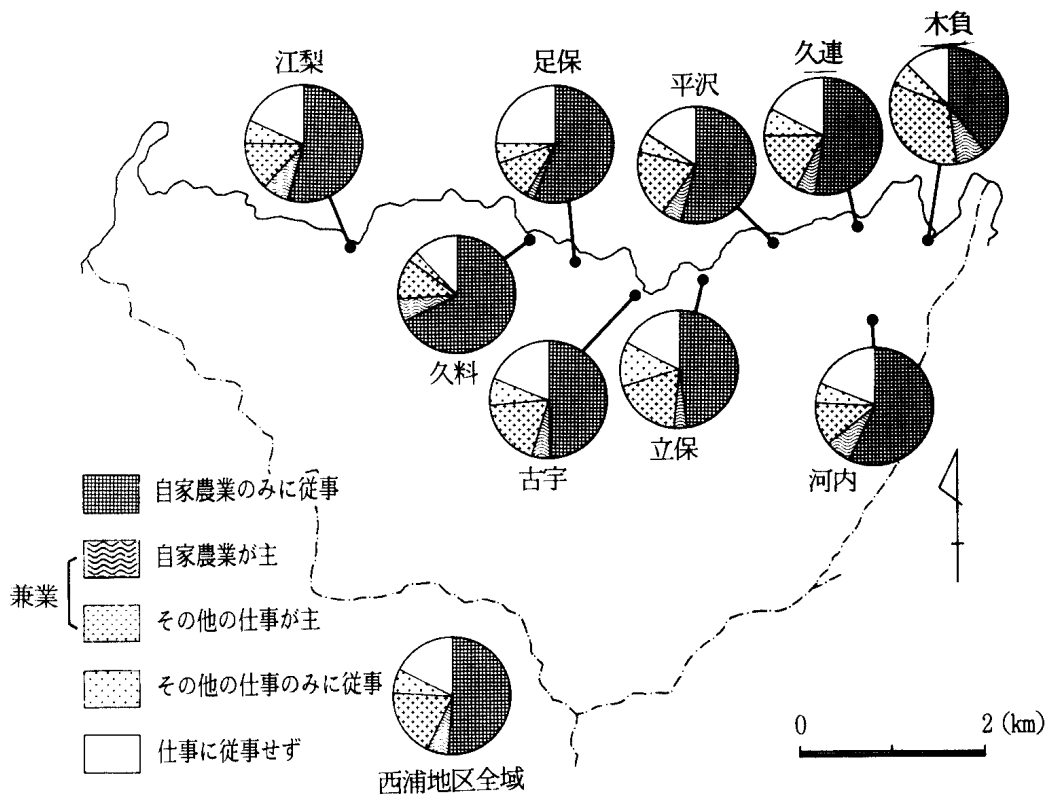 江梨
足保
平沢
久連
木負
久料
古宇
立保
河内
兼業
自家農業のみに従事
自家農業が主
その他の仕事が主
その他の仕事のみに従事
仕事に従事せず
西浦地区全域
0 2 (km)